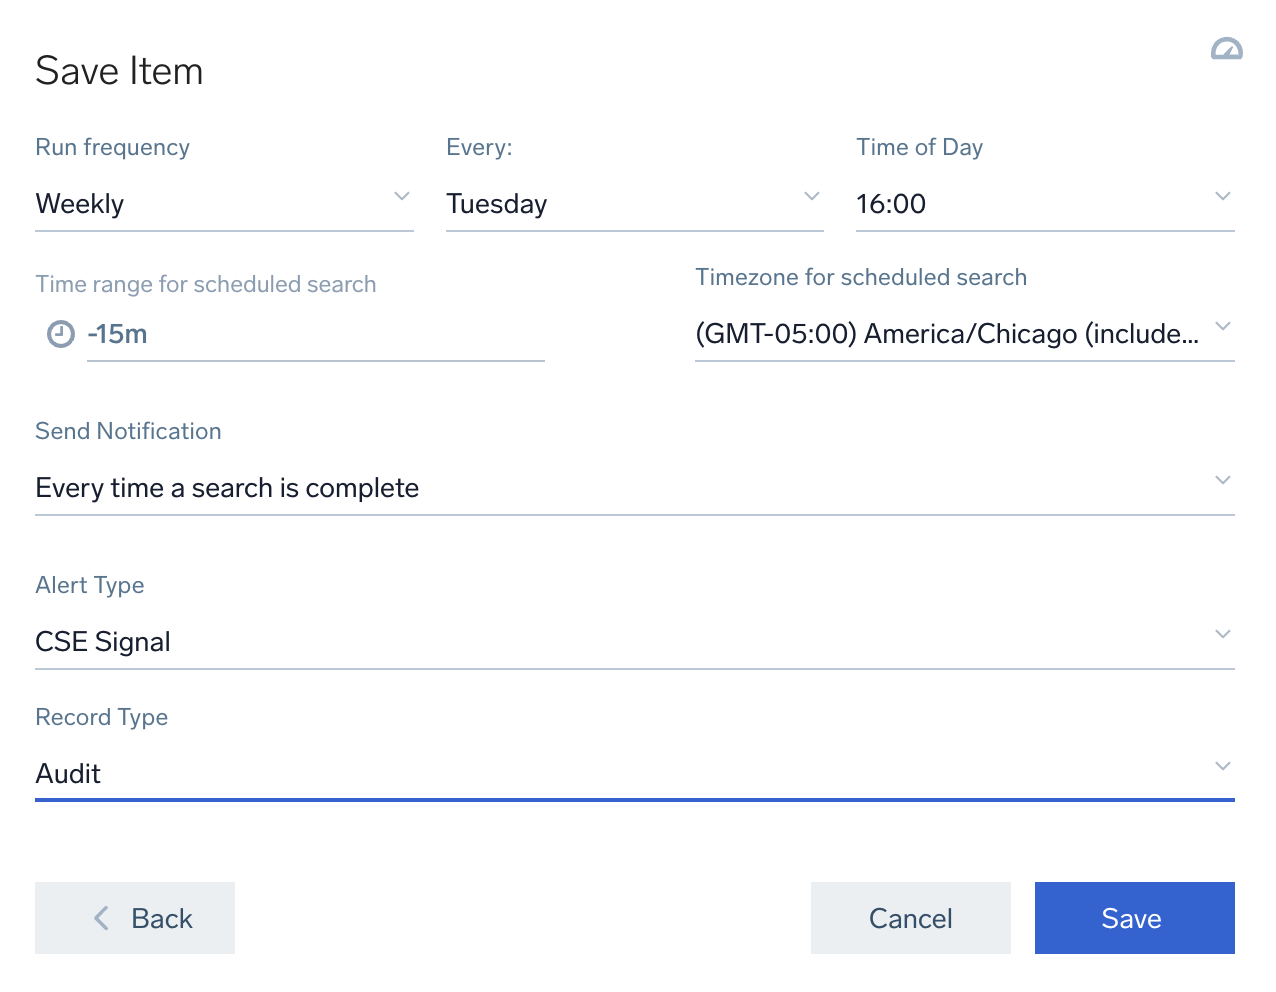 Save Item
Run frequency
Every:
Time of Day
Weekly
Tuesday
16:00
Time range for scheduled search
Timezone for scheduled search
-15m
(GMT-05:00) America/Chicago (include...
Send Notification
Every time a search is complete
Alert Type
CSE Signal
Record Type
Audit
Back
Cancel
Save